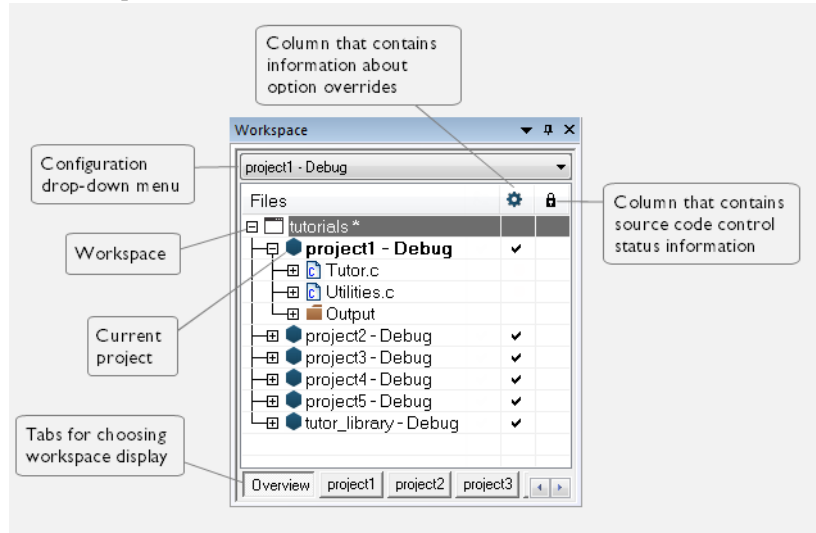 Column that contains
information about
option overrides
Workspace
Configuration
drop-down menu
project1 - Debug
Files
Column that contains
source code control
status information
tutorials *
Workspace
project1 - Debug
Tutor.c
Utilities.c
Output
Current
project
project2 - Debug
project3 - Debug
project4 - Debug
project5 - Debug
tutor_library - Debug
Tabs for choosing
workspace display
Overview project1 project2 project3